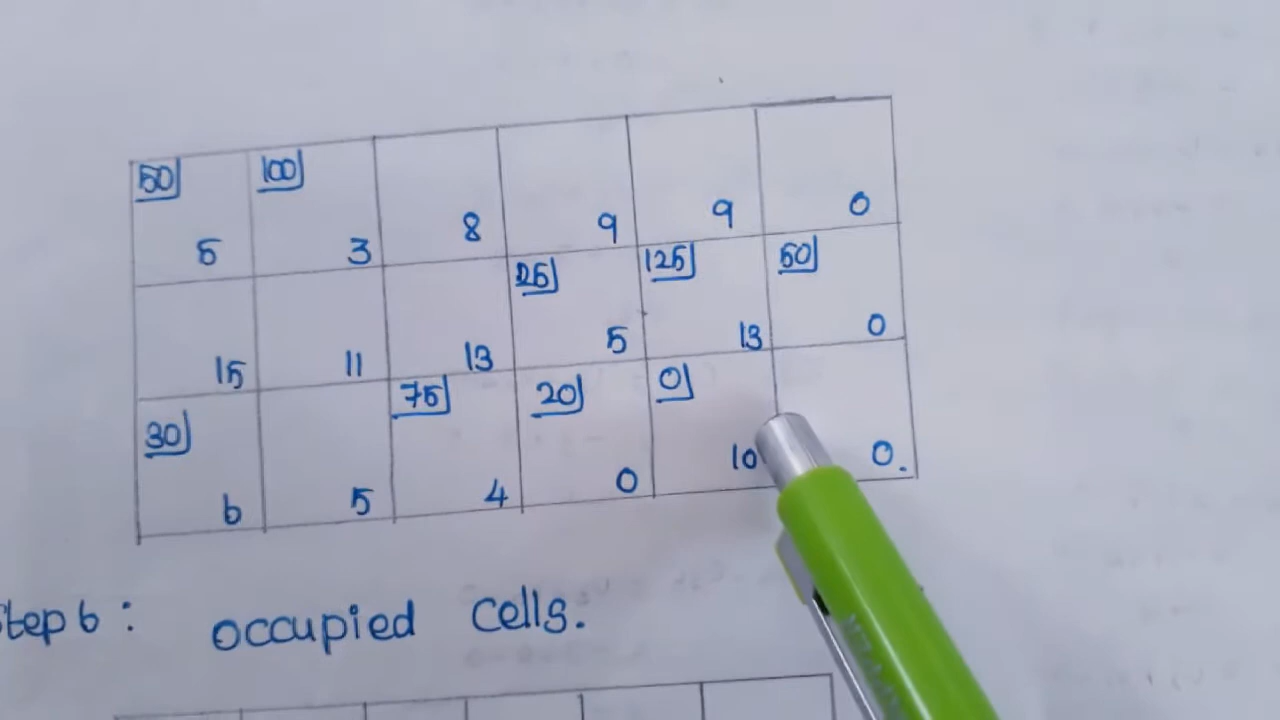 50 100
5 3 8 9 9 0
25 125 50
15 11 13 5 13 0
30 75 20 0
6 5 4 0 10 0.
Step 6 : occupied cells.